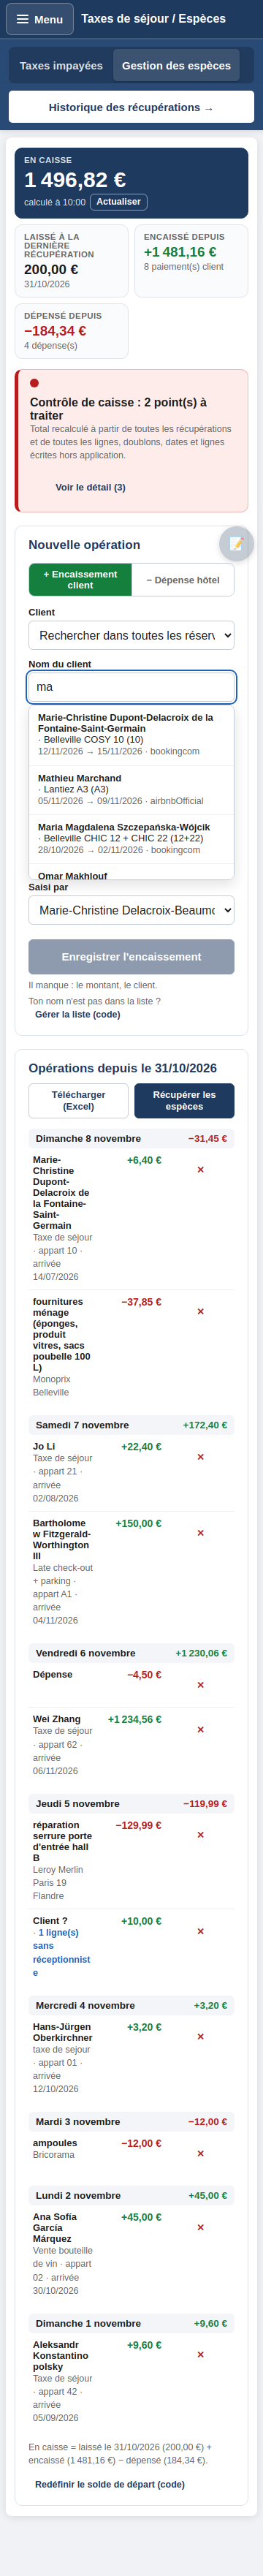 Menu
Taxes de séjour / Espèces
Taxes impayées
Gestion des espèces
Historique des récupérations →
EN CAISSE
1 496,82 €
calculé à 10:00
Actualiser
LAISSÉ À LA
DERNIÈRE
RÉCUPÉRATION
200,00 €
31/10/2026
ENCAISSÉ DEPUIS
+1 481,16 €
8 paiement(s) client
DÉPENSÉ DEPUIS
−184,34 €
4 dépense(s)
Contrôle de caisse : 2 point(s) à
traiter
Total recalculé à partir de toutes les récupérations
et de toutes les lignes, doublons, dates et lignes
écrites hors application.
Voir le détail (3)
Nouvelle opération
+ Encaissement
client
− Dépense hôtel
Client
Rechercher dans toutes les réserv
Nom du client
ma
Marie-Christine Dupont-Delacroix de la
Fontaine-Saint-Germain
· Belleville COSY 10 (10)
12/11/2026 → 15/11/2026 · bookingcom
Mathieu Marchand
· Lantiez A3 (A3)
05/11/2026 → 09/11/2026 · airbnbOfficial
Maria Magdalena Szczepańska-Wójcik
· Belleville CHIC 12 + CHIC 22 (12+22)
28/10/2026 → 02/11/2026 · bookingcom
Omar Makhlouf
Saisi par
Marie-Christine Delacroix-Beaumo
Enregistrer l'encaissement
Il manque : le montant, le client.
Ton nom n'est pas dans la liste ?
Gérer la liste (code)
Opérations depuis le 31/10/2026
Télécharger
(Excel)
Récupérer les
espèces
Dimanche 8 novembre
−31,45 €
Marie-
Christine
Dupont-
Delacroix de
la Fontaine-
Saint-
Germain
+6,40 €
×
Taxe de séjour
· appart 10 ·
arrivée
14/07/2026
fournitures
ménage
(éponges,
produit
vitres, sacs
poubelle 100
L)
−37,85 €
×
Monoprix
Belleville
Samedi 7 novembre
+172,40 €
Jo Li
+22,40 €
×
Taxe de séjour
· appart 21 ·
arrivée
02/08/2026
Bartholome
w Fitzgerald-
Worthington
III
+150,00 €
×
Late check-out
+ parking ·
appart A1 ·
arrivée
04/11/2026
Vendredi 6 novembre
+1 230,06 €
Dépense
−4,50 €
×
Wei Zhang
+1 234,56 €
×
Taxe de séjour
· appart 62 ·
arrivée
06/11/2026
Jeudi 5 novembre
−119,99 €
réparation
serrure porte
d'entrée hall
B
−129,99 €
×
Leroy Merlin
Paris 19
Flandre
Client ?
+10,00 €
×
· 1 ligne(s)
sans
réceptionnist
e
Mercredi 4 novembre
+3,20 €
Hans-Jürgen
Oberkirchner
+3,20 €
×
taxe de sejour
· appart 01 ·
arrivée
12/10/2026
Mardi 3 novembre
−12,00 €
ampoules
−12,00 €
×
Bricorama
Lundi 2 novembre
+45,00 €
Ana Sofía
García
Márquez
+45,00 €
×
Vente bouteille
de vin · appart
02 · arrivée
30/10/2026
Dimanche 1 novembre
+9,60 €
Aleksandr
Konstantino
polsky
+9,60 €
×
Taxe de séjour
· appart 42 ·
arrivée
05/09/2026
En caisse = laissé le 31/10/2026 (200,00 €) +
encaissé (1 481,16 €) − dépensé (184,34 €).
Redéfinir le solde de départ (code)